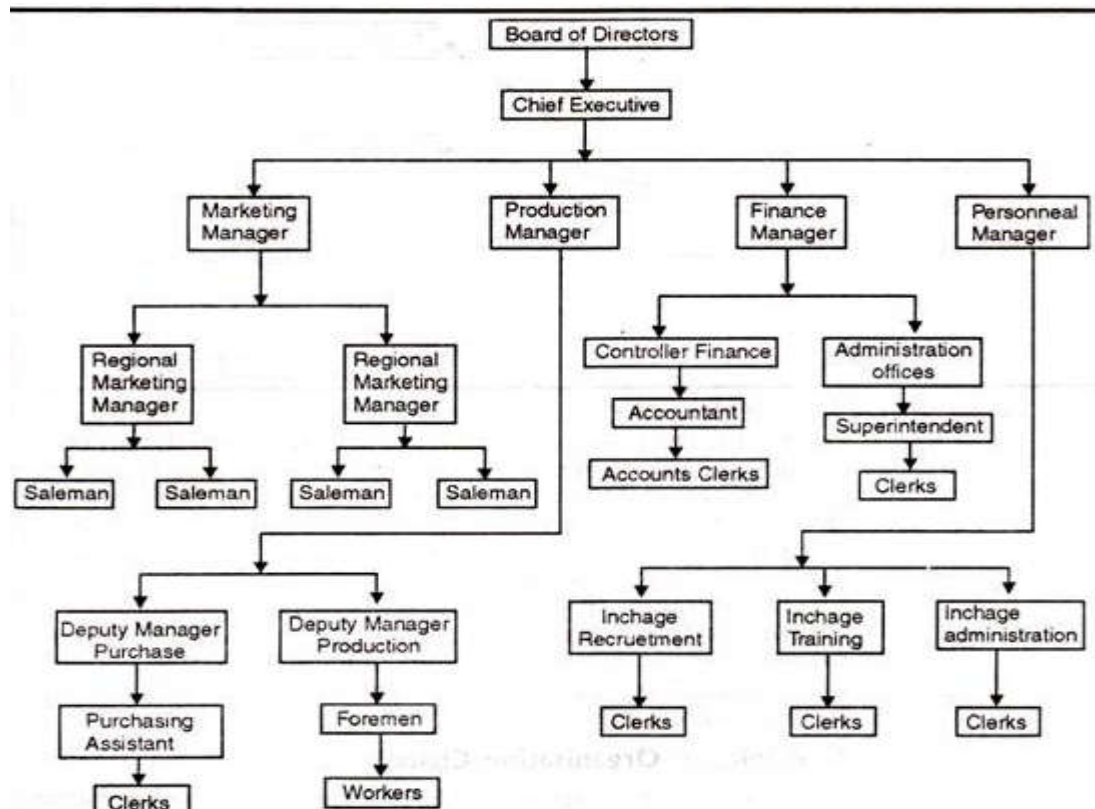 Board of Directors
Chief Executive
Marketing
Manager
Production
Manager
Finance
Manager
Personneal
Manager
Regional
Marketing
Manager
Regional
Marketing
Manager
Controller Finance
Administration
offices
Accountant
Superintendent
Saleman
Saleman
Saleman
Saleman
Accounts Clerks
Clerks
Deputy Manager
Purchase
Deputy Manager
Production
Inchage
Recruetment
Inchage
Training
Inchage
administration
Purchasing
Assistant
Foremen
Clerks
Clerks
Clerks
Clerks
Workers
Organisation Chart